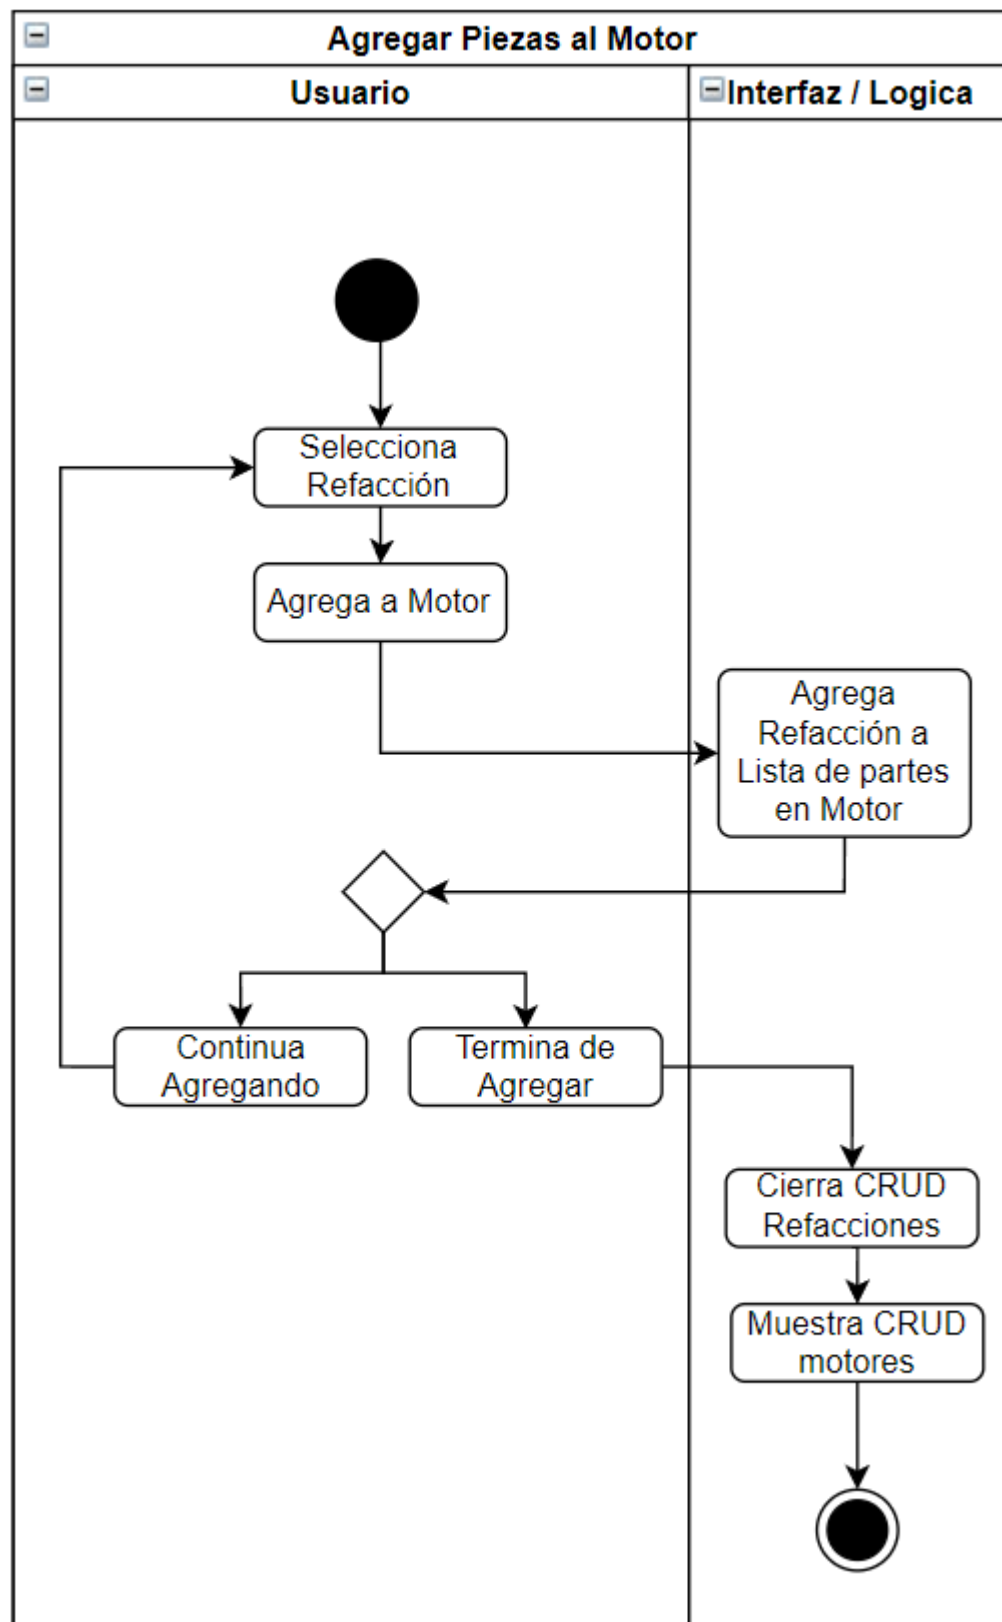 Agregar Piezas al Motor
Usuario
Interfaz / Logica
Selecciona
Refacción
Agrega a Motor
Agrega
Refacción a
Lista de partes
en Motor
Continua
Agregando
Termina de
Agregar
Cierra CRUD
Refacciones
Muestra CRUD
motores